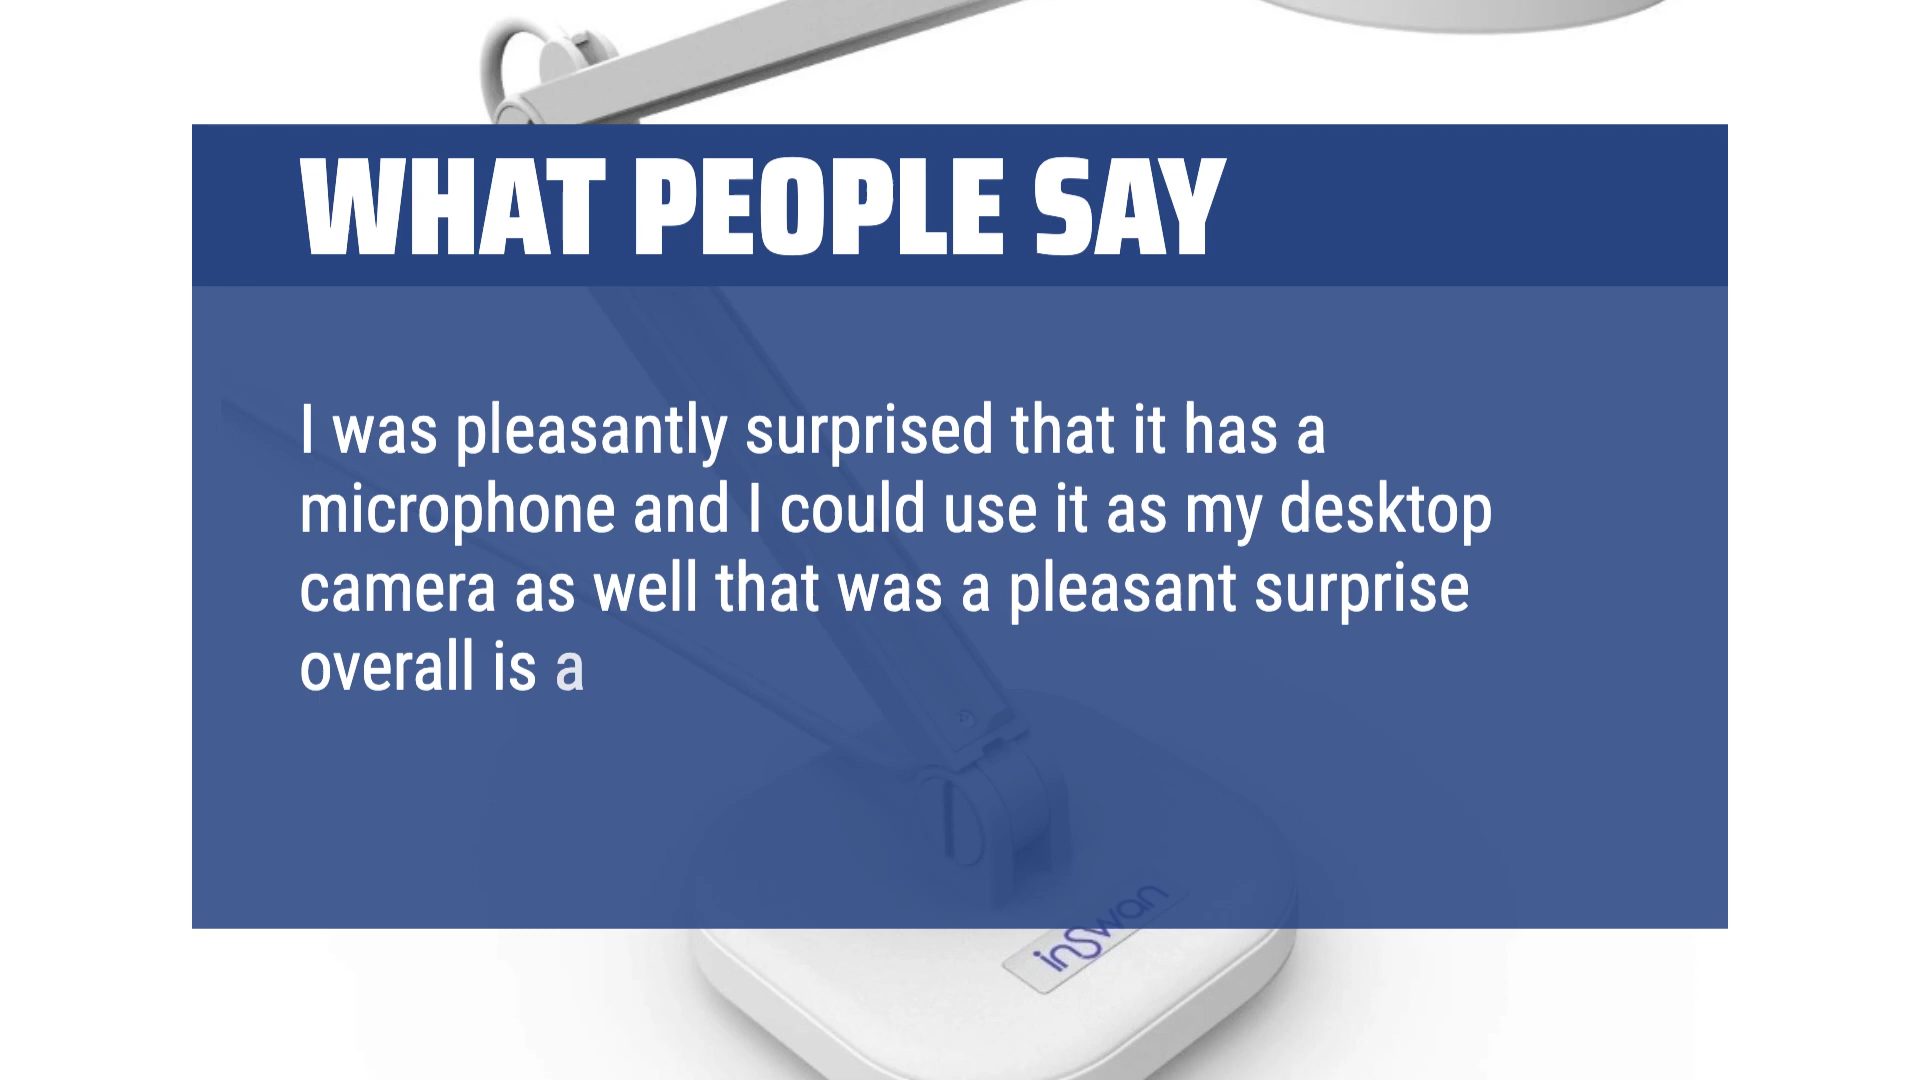 WHAT PEOPLE SAY
I was pleasantly surprised that it has a
microphone and I could use it as my desktop
camera as well that was a pleasant surprise
overall is a
inSwan